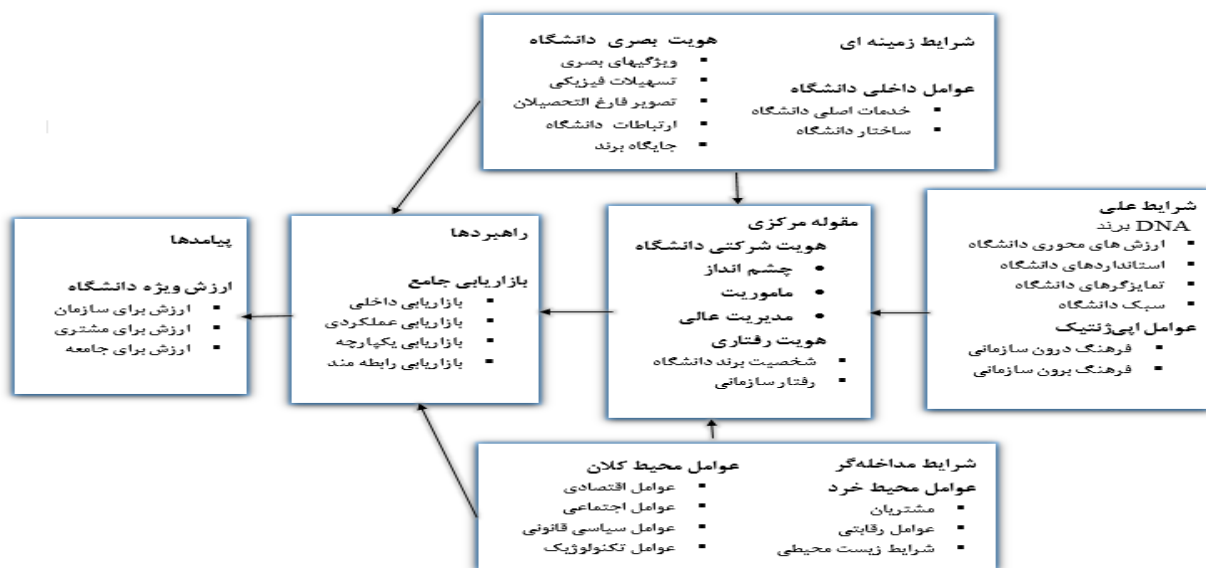 شرایط زمینه ای
عوامل داخلی دانشگاه
▪ خدمات اصلی دانشگاه
▪ ساختار دانشگاه
هویت بصری دانشگاه
▪ ویژگیهای بصری
▪ تسهیلات فیزیکی
▪ تصویر فارغ التحصیلان
▪ ارتباطات دانشگاه
▪ جایگاه برند
شرایط علی
DNA برند
▪ ارزش های محوری دانشگاه
▪ استانداردهای دانشگاه
▪ تمایزگرهای دانشگاه
▪ سبک دانشگاه
عوامل اپی‌ژنتیک
▪ فرهنگ درون سازمانی
▪ فرهنگ برون سازمانی
مقوله مرکزی
هویت شرکتی دانشگاه
• چشم انداز
• ماموریت
• مدیریت عالی
هویت رفتاری
▪ شخصیت برند دانشگاه
▪ رفتار سازمانی
راهبردها
بازاریابی جامع
▪ بازاریابی داخلی
▪ بازاریابی عملکردی
▪ بازاریابی یکپارچه
▪ بازاریابی رابطه مند
پیامدها
ارزش ویژه دانشگاه
▪ ارزش برای سازمان
▪ ارزش برای مشتری
▪ ارزش برای جامعه
شرایط مداخله‌گر
عوامل محیط خرد
▪ مشتریان
▪ عوامل رقابتی
▪ شرایط زیست محیطی
عوامل محیط کلان
▪ عوامل اقتصادی
▪ عوامل اجتماعی
▪ عوامل سیاسی قانونی
▪ عوامل تکنولوژیک